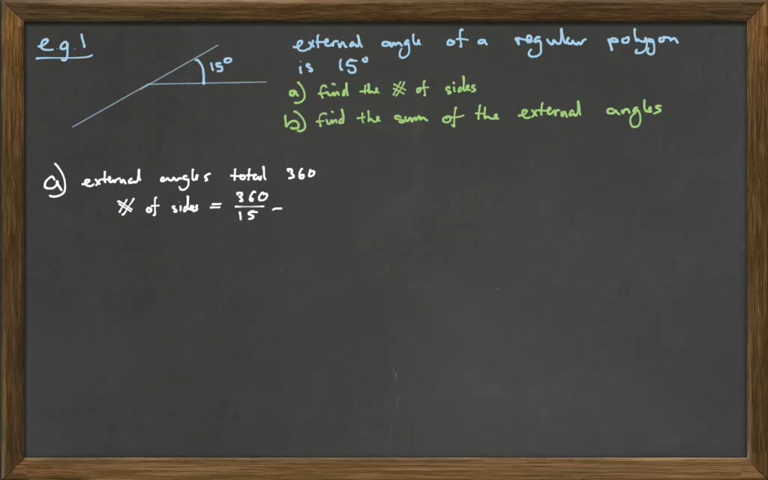 e.g.1
15°
external angle of a regular polygon
is 15°
a) find the # of sides
b) find the sum of the external angles
a) external angles total 360
# of sides = 360/15 -